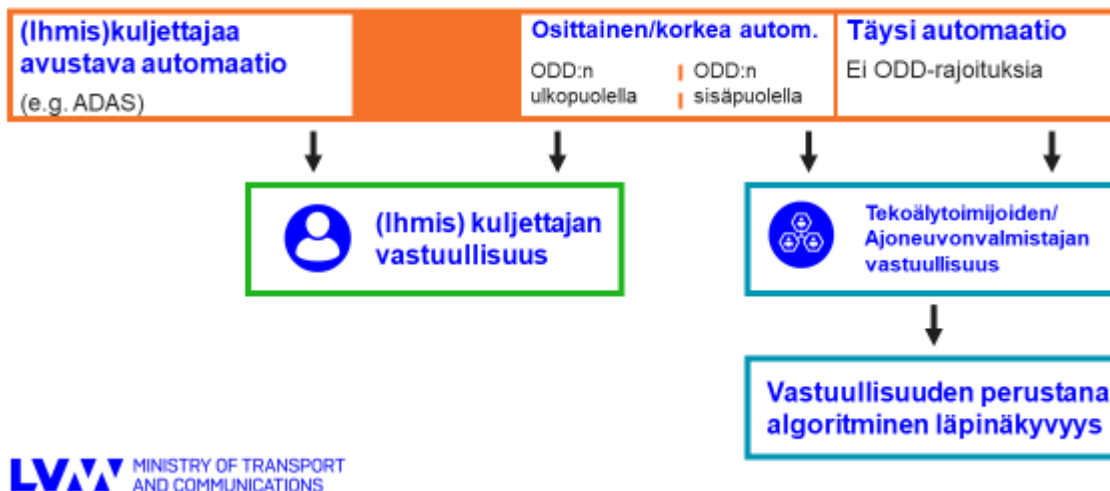 (Ihmis)kuljettajaa
avustava automaatio
(e.g. ADAS)
Osittainen/korkea autom.
ODD:n
ulkopuolella
ODD:n
sisäpuolella
Täysi automaatio
Ei ODD-rajoituksia
(Ihmis) kuljettajan
vastuullisuus
Tekoälytoimijoiden/
Ajoneuvonvalmistajan
vastuullisuus
Vastuullisuuden perustana
algoritminen läpinäkyvyys
LVM
MINISTRY OF TRANSPORT
AND COMMUNICATIONS